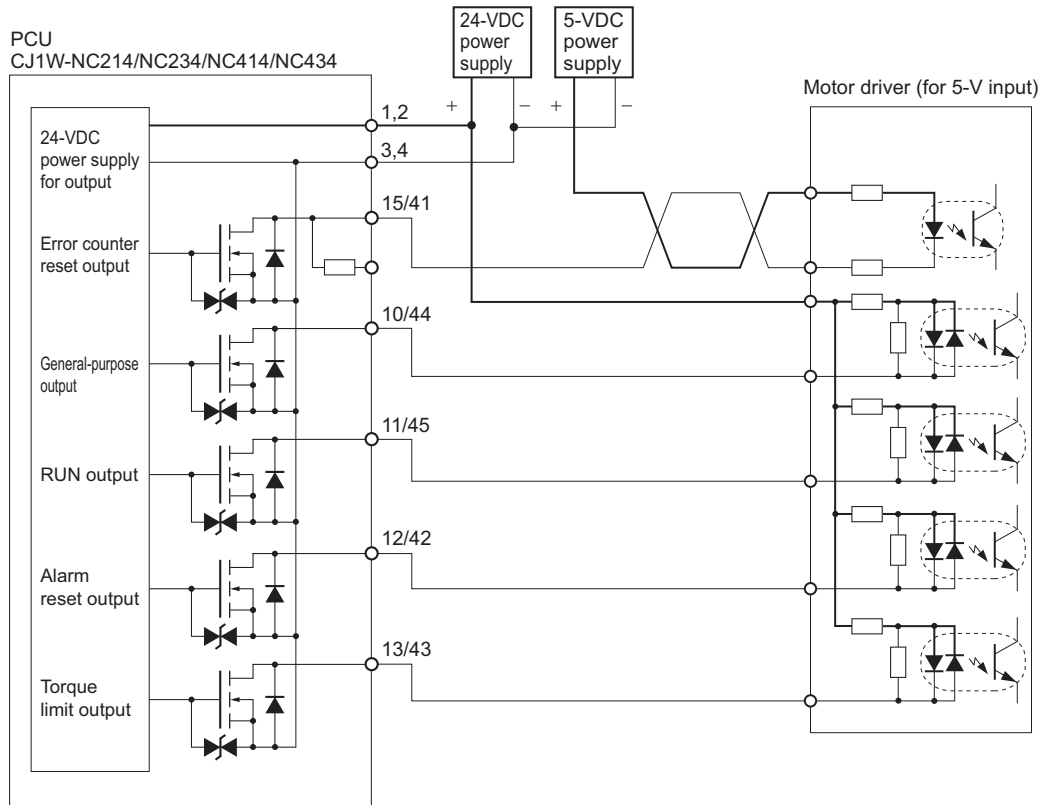 PCU
CJ1W-NC214/NC234/NC414/NC434
24-VDC
power
supply
5-VDC
power
supply
Motor driver (for 5-V input)
+
−
+
−
1,2
24-VDC
power supply
for output
3,4
15/41
Error counter
reset output
10/44
General-purpose
output
11/45
RUN output
12/42
Alarm
reset output
13/43
Torque
limit output